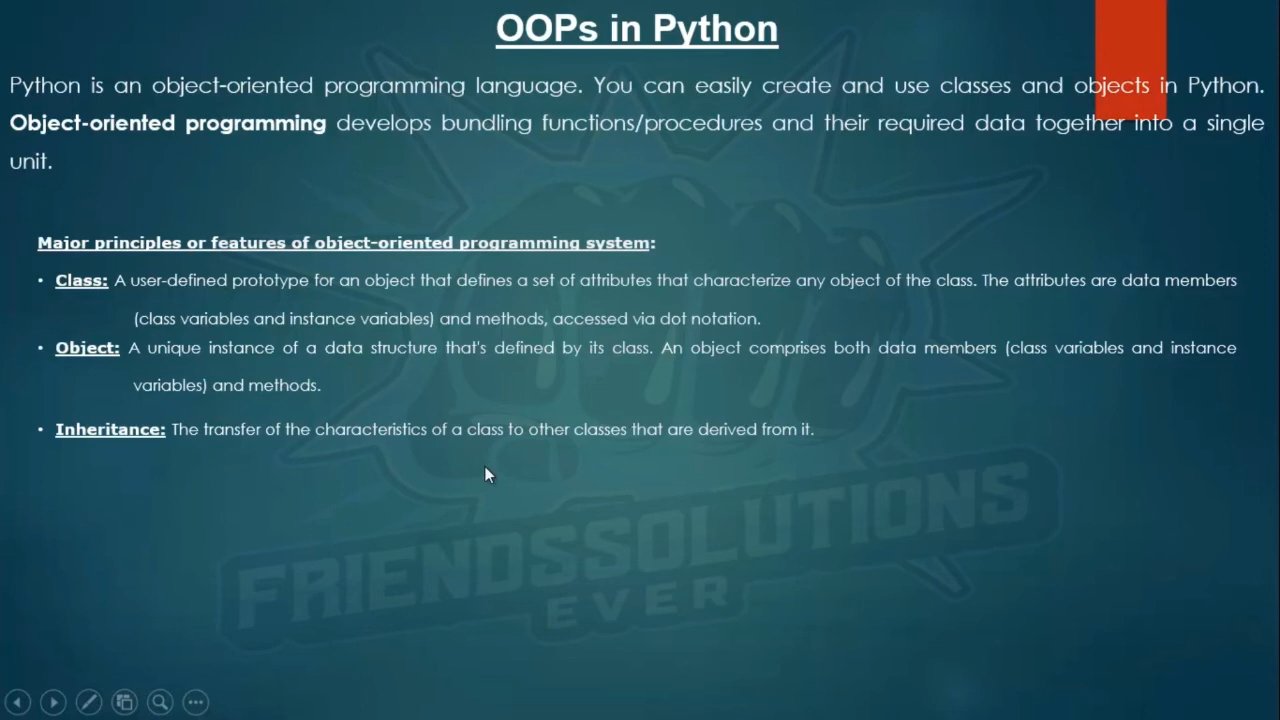 OOPs in Python
Python is an object-oriented programming language. You can easily create and use classes and objects in Python.
Object-oriented programming develops bundling functions/procedures and their required data together into a single
unit.
Major principles or features of object-oriented programming system:
• Class: A user-defined prototype for an object that defines a set of attributes that characterize any object of the class. The attributes are data members
(class variables and instance variables) and methods, accessed via dot notation.
• Object: A unique instance of a data structure that's defined by its class. An object comprises both data members (class variables and instance
variables) and methods.
• Inheritance: The transfer of the characteristics of a class to other classes that are derived from it.
FRIENDSSOLUTIONS
EVER